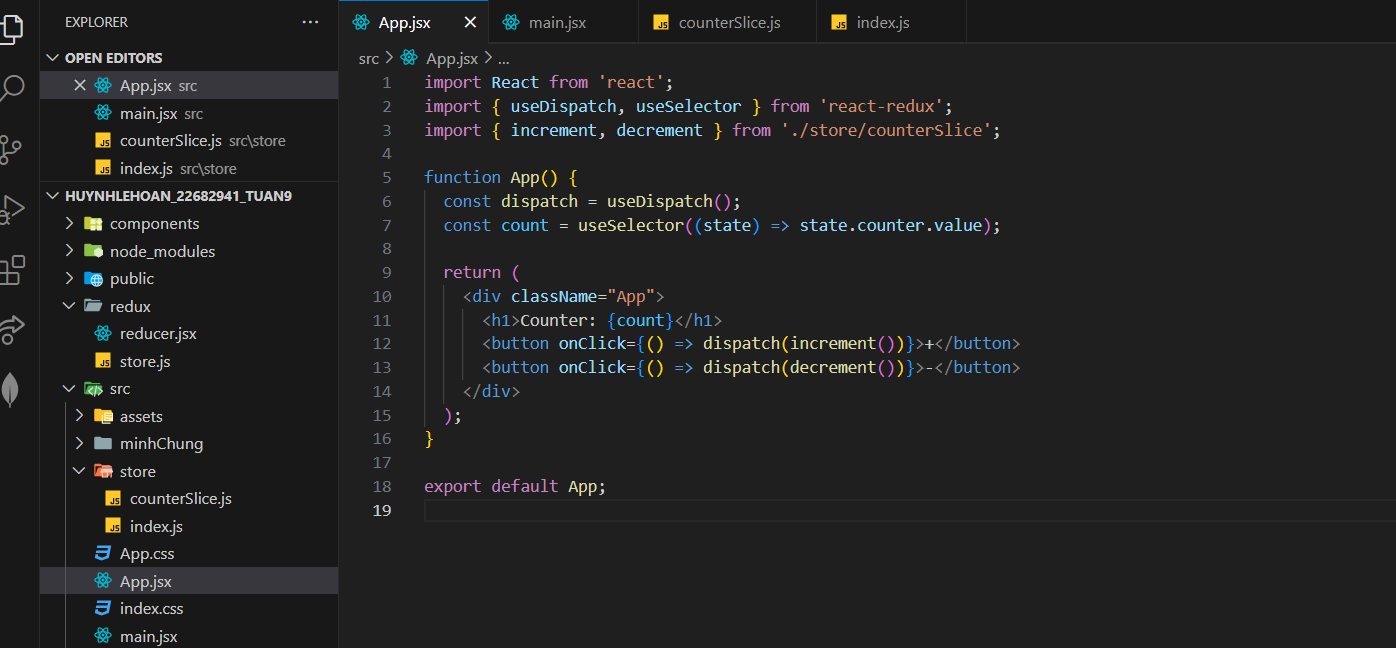 EXPLORER
OPEN EDITORS
App.jsx src
main.jsx src
counterSlice.js src\store
index.js src\store
HUYNHLEHOAN_22682941_TUAN9
components
node_modules
public
redux
reducer.jsx
store.js
src
assets
minhChung
store
counterSlice.js
index.js
App.css
App.jsx
index.css
main.jsx
App.jsx main.jsx counterSlice.js index.js
src > App.jsx > ...
1 import React from 'react';
2 import { useDispatch, useSelector } from 'react-redux';
3 import { increment, decrement } from './store/counterSlice';
4
5 function App() {
6   const dispatch = useDispatch();
7   const count = useSelector((state) => state.counter.value);
8
9   return (
10     <div className="App">
11       <h1>Counter: {count}</h1>
12       <button onClick={() => dispatch(increment())}>+</button>
13       <button onClick={() => dispatch(decrement())}>-</button>
14     </div>
15   );
16 }
17
18 export default App;
19